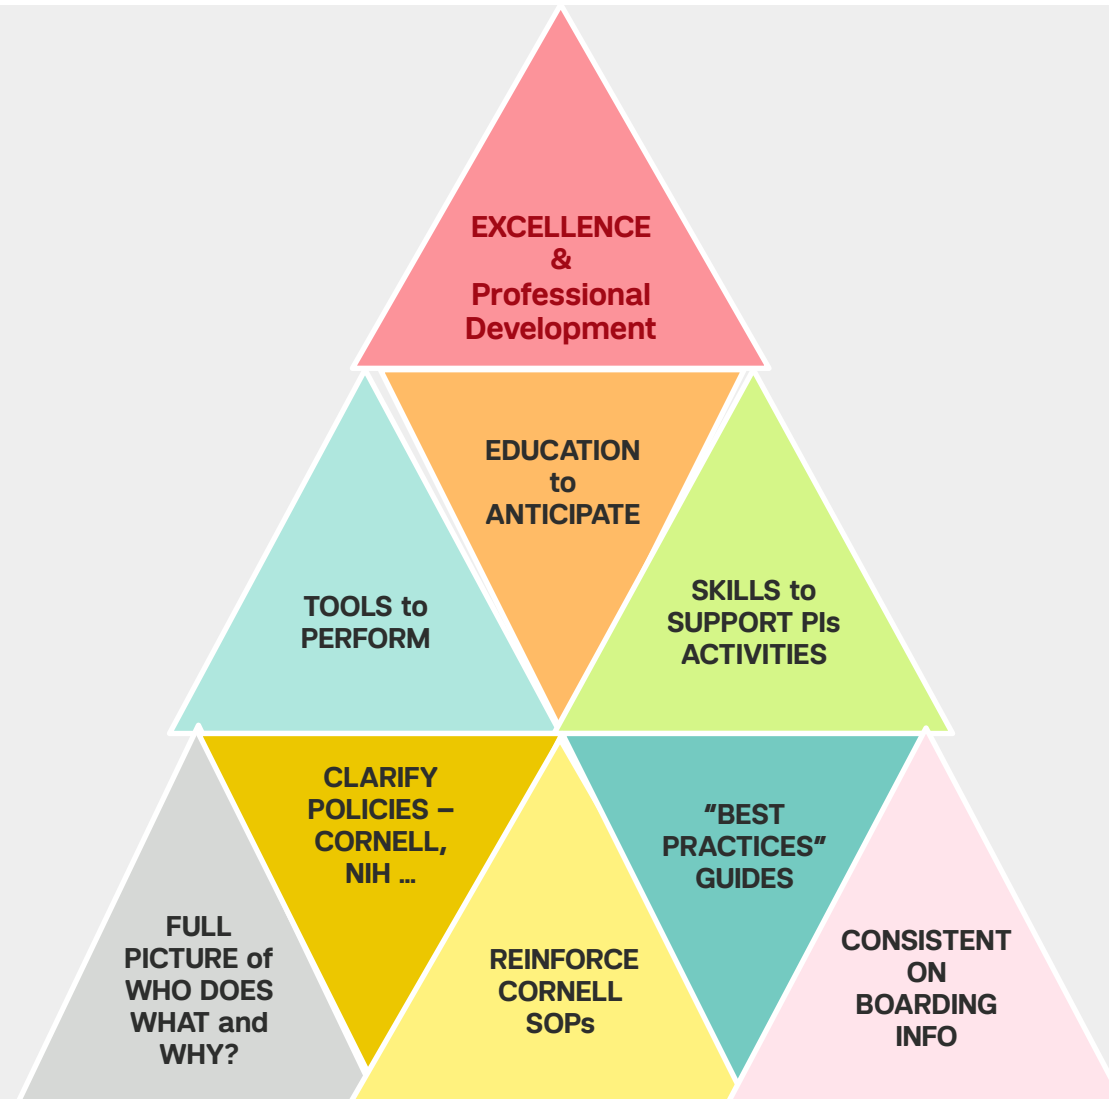 EXCELLENCE
&
Professional
Development
EDUCATION
to
ANTICIPATE
TOOLS to
PERFORM
SKILLS to
SUPPORT PIs
ACTIVITIES
FULL
PICTURE of
WHO DOES
WHAT and
WHY?
CLARIFY
POLICIES –
CORNELL,
NIH ...
REINFORCE
CORNELL
SOPs
"BEST
PRACTICES"
GUIDES
CONSISTENT
ON
BOARDING
INFO